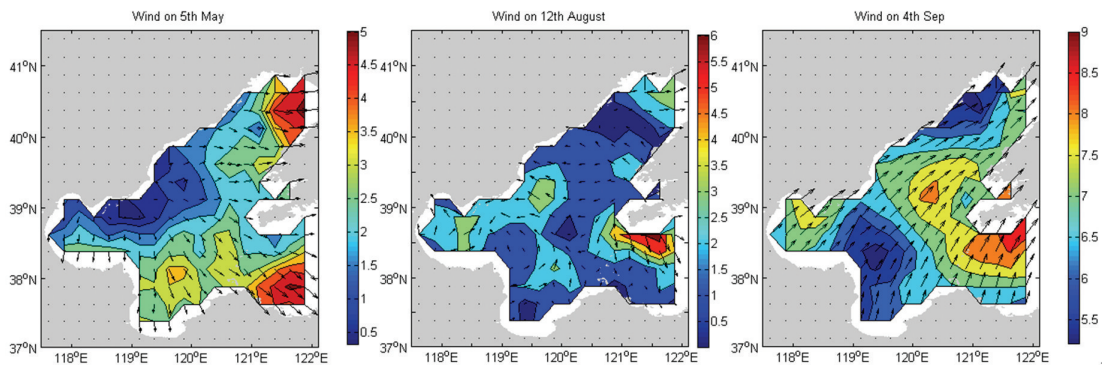 Wind on 5th May
41°N
40°N
39°N
38°N
37°N
118°E
119°E
120°E
121°E
122°E
5
4.5
4
3.5
3
2.5
2
1.5
1
0.5
Wind on 12th August
41°N
40°N
39°N
38°N
37°N
118°E
119°E
120°E
121°E
122°E
6
5.5
5
4.5
4
3.5
3
2.5
2
1.5
1
0.5
0
Wind on 4th Sep
41°N
40°N
39°N
38°N
37°N
118°E
119°E
120°E
121°E
122°E
9
8.5
8
7.5
7
6.5
6
5.5